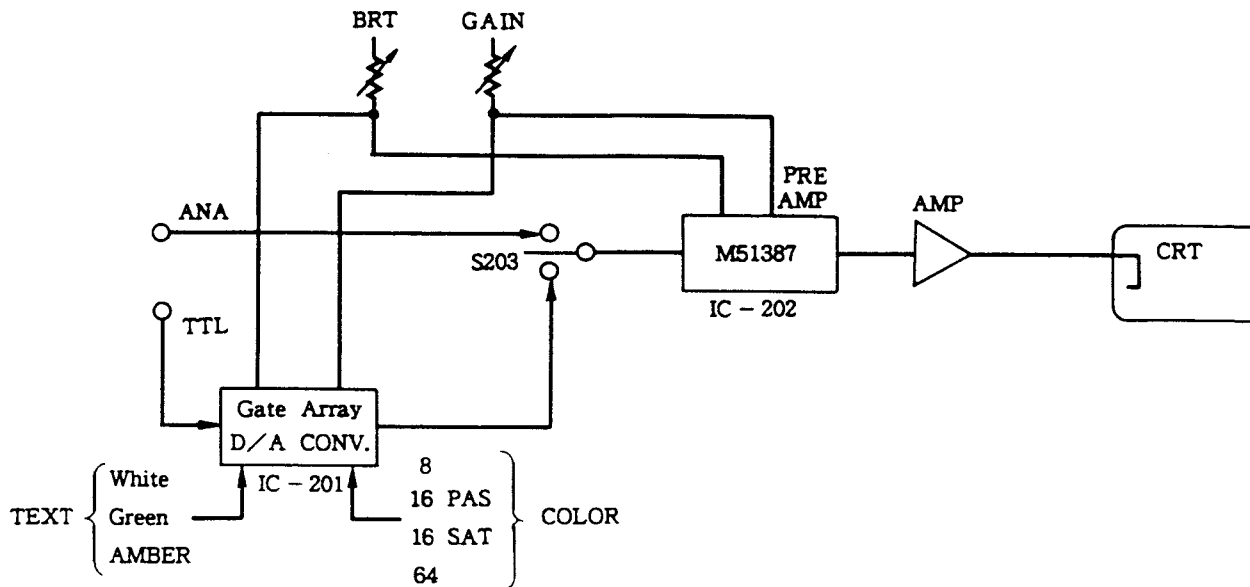 BRT
GAIN
ANA
S203
PRE
AMP
AMP
M51387
IC - 202
CRT
TTL
Gate Array
D/A CONV.
IC - 201
TEXT
White
Green
AMBER
8
16 PAS
16 SAT
64
COLOR